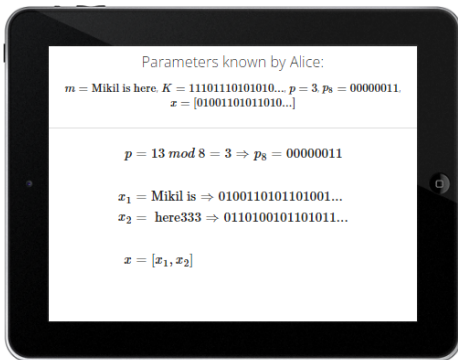 Parameters known by Alice:
m = Mikil is here, K = 11101110101010..., p = 3, p₈ = 00000011,
x = [01001101011010...]
p = 13 mod 8 = 3 ⇒ p₈ = 00000011
x₁ = Mikil is ⇒ 0100110101101001...
x₂ = here333 ⇒ 0110100101101011...
x = [x₁, x₂]